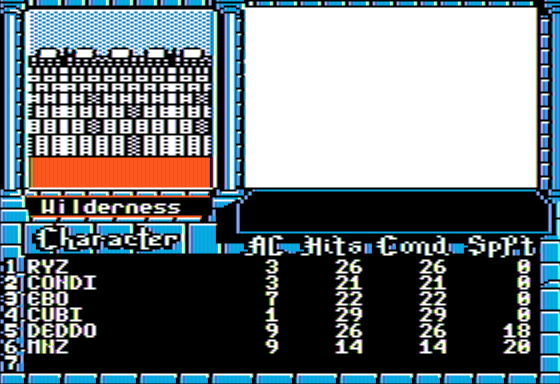 Wilderness
Character AC Hits Cond SpPt
1 RYZ 3 26 26 0
2 CONDI 3 21 21 0
3 EBO 7 22 22 0
4 CUBI 1 29 29 0
5 DEDDO 9 26 26 18
6 MNZ 9 14 14 20
7